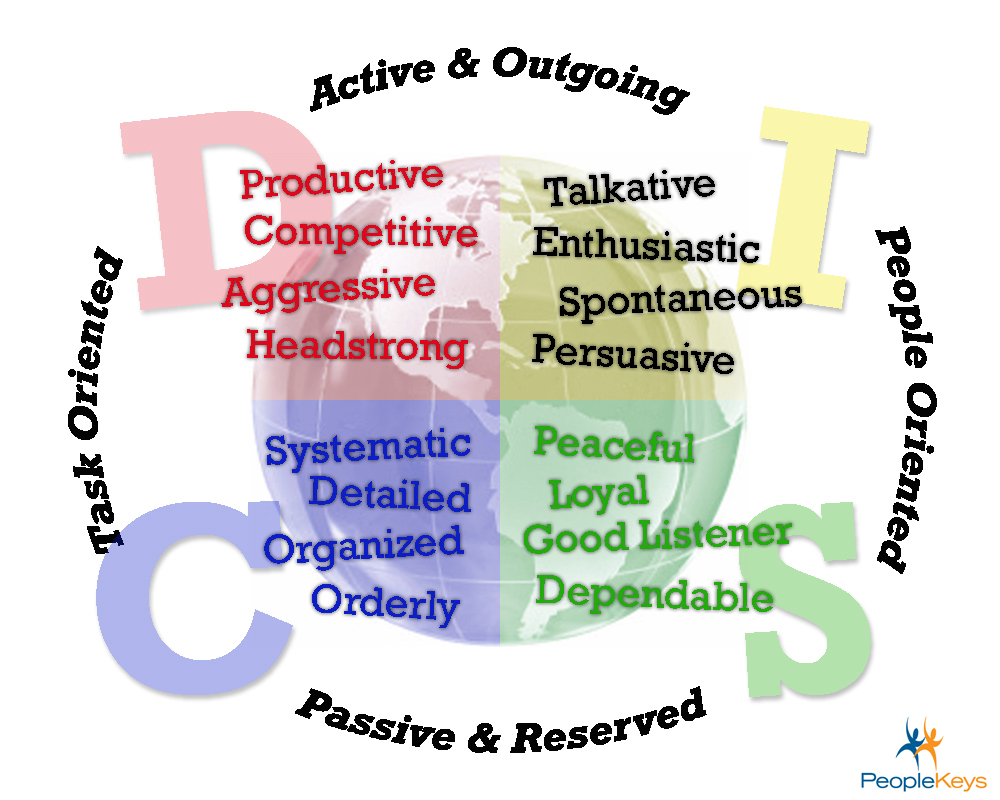 Active & Outgoing
D
I
Productive
Competitive
Aggressive
Headstrong
Talkative
Enthusiastic
Spontaneous
Persuasive
Task Oriented
People Oriented
C
S
Systematic
Detailed
Organized
Orderly
Peaceful
Loyal
Good Listener
Dependable
Passive & Reserved
PeopleKeys